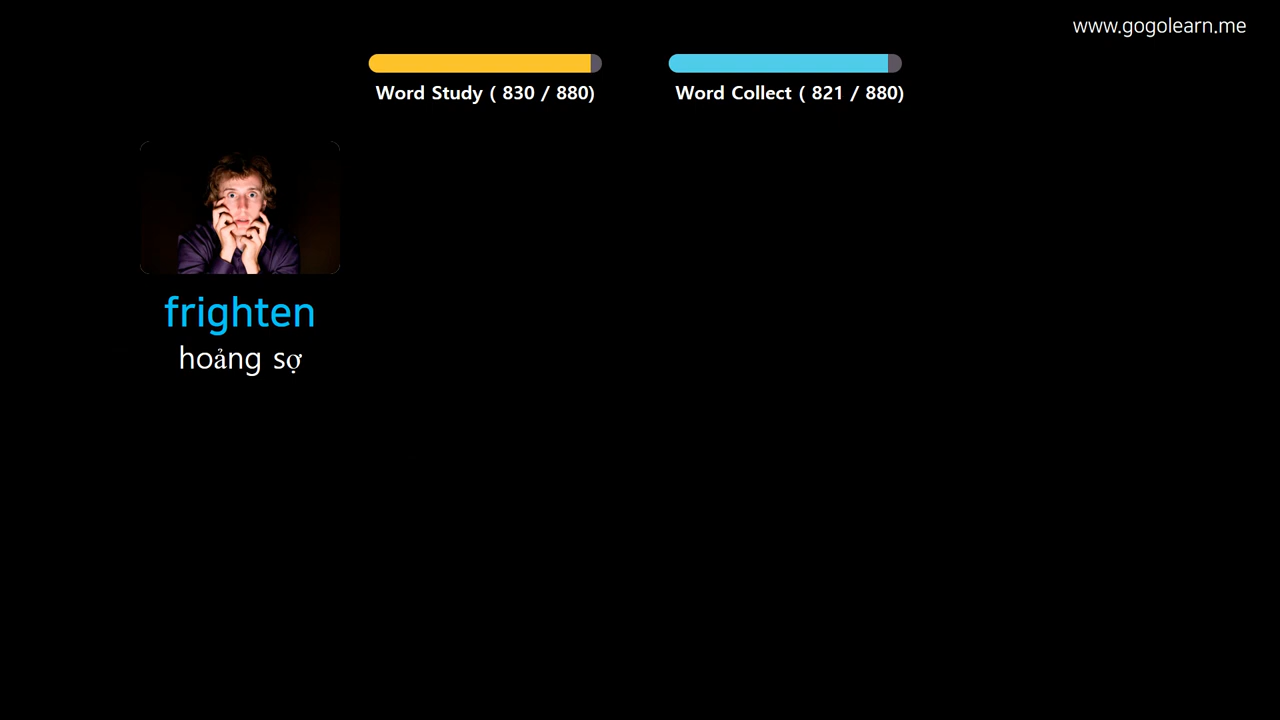 www.gogolearn.me
Word Study ( 830 / 880)
Word Collect ( 821 / 880)
frighten
hoảng sợ